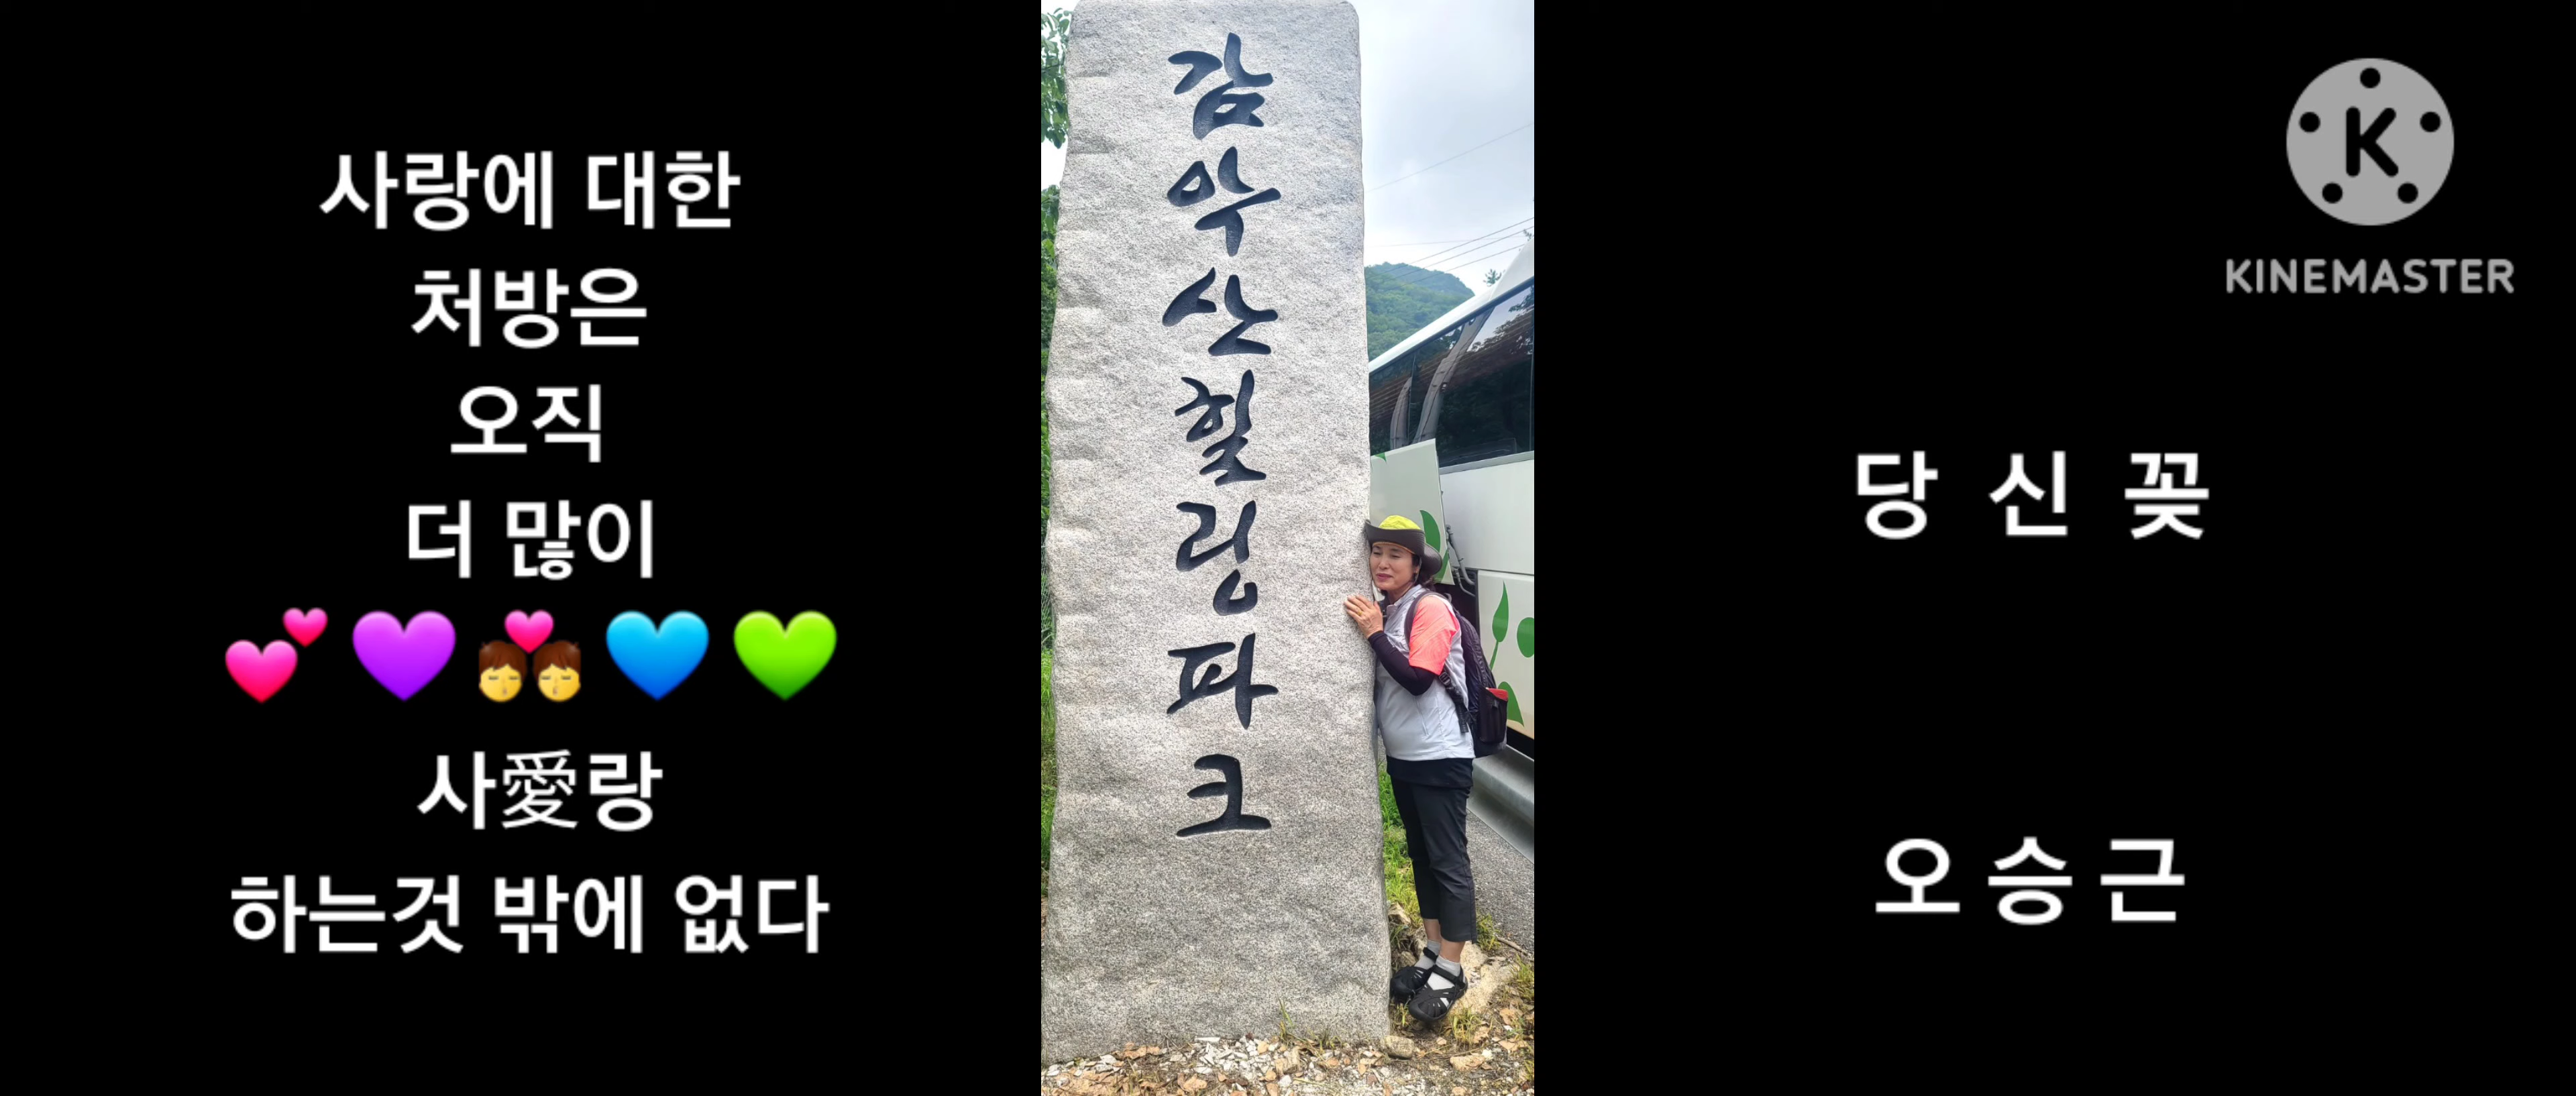 사랑에 대한
처방은
오직
더 많이
💕 💜 💏 💙 💚
사愛랑
하는것 밖에 없다
감악산힐링파크
K
KINEMASTER
당 신 꽃
오 승 근